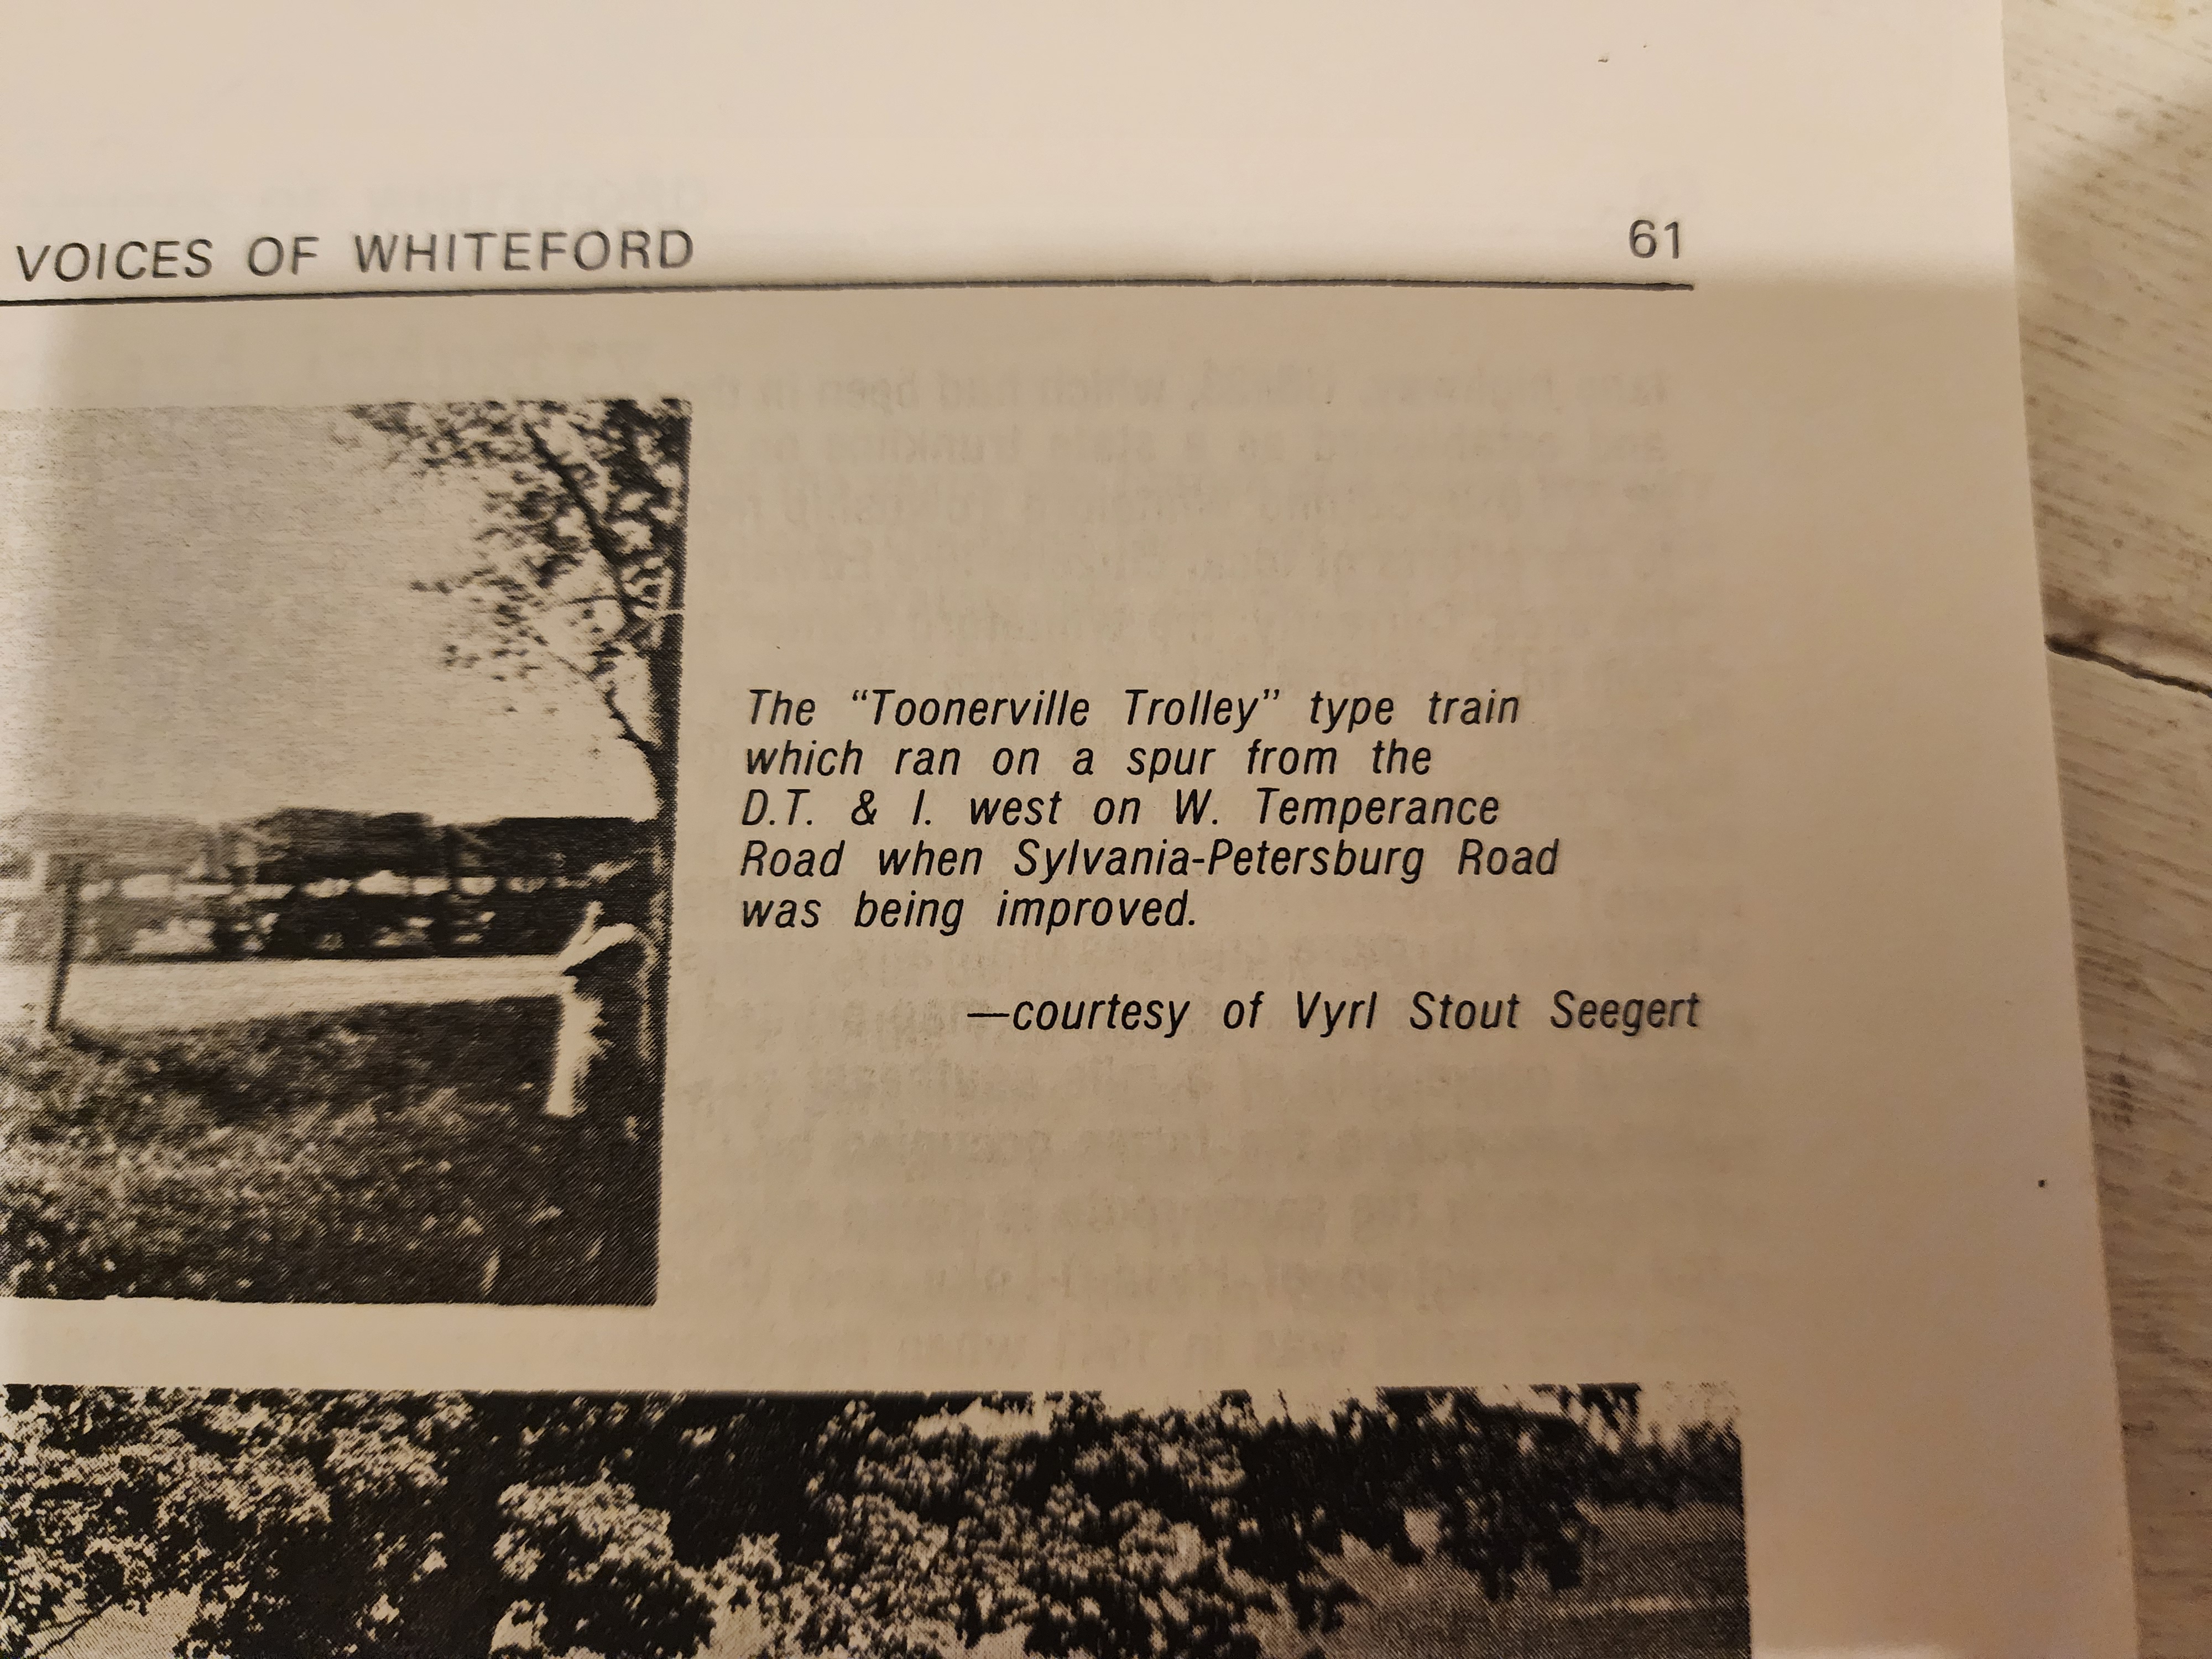 VOICES OF WHITEFORD 61
The “Toonerville Trolley” type train
which ran on a spur from the
D.T. & I. west on W. Temperance
Road when Sylvania-Petersburg Road
was being improved.
—courtesy of Vyrl Stout Seegert